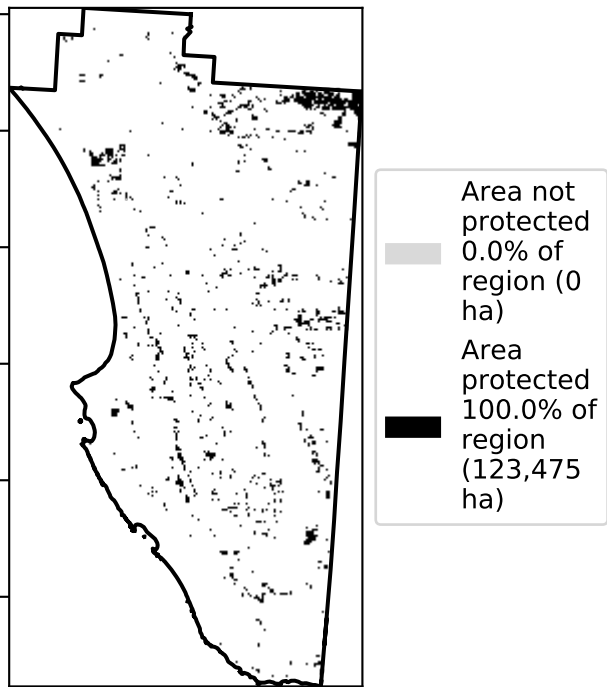 Area not
protected
0.0% of
region (0
ha)
Area
protected
100.0% of
region
(123,475
ha)